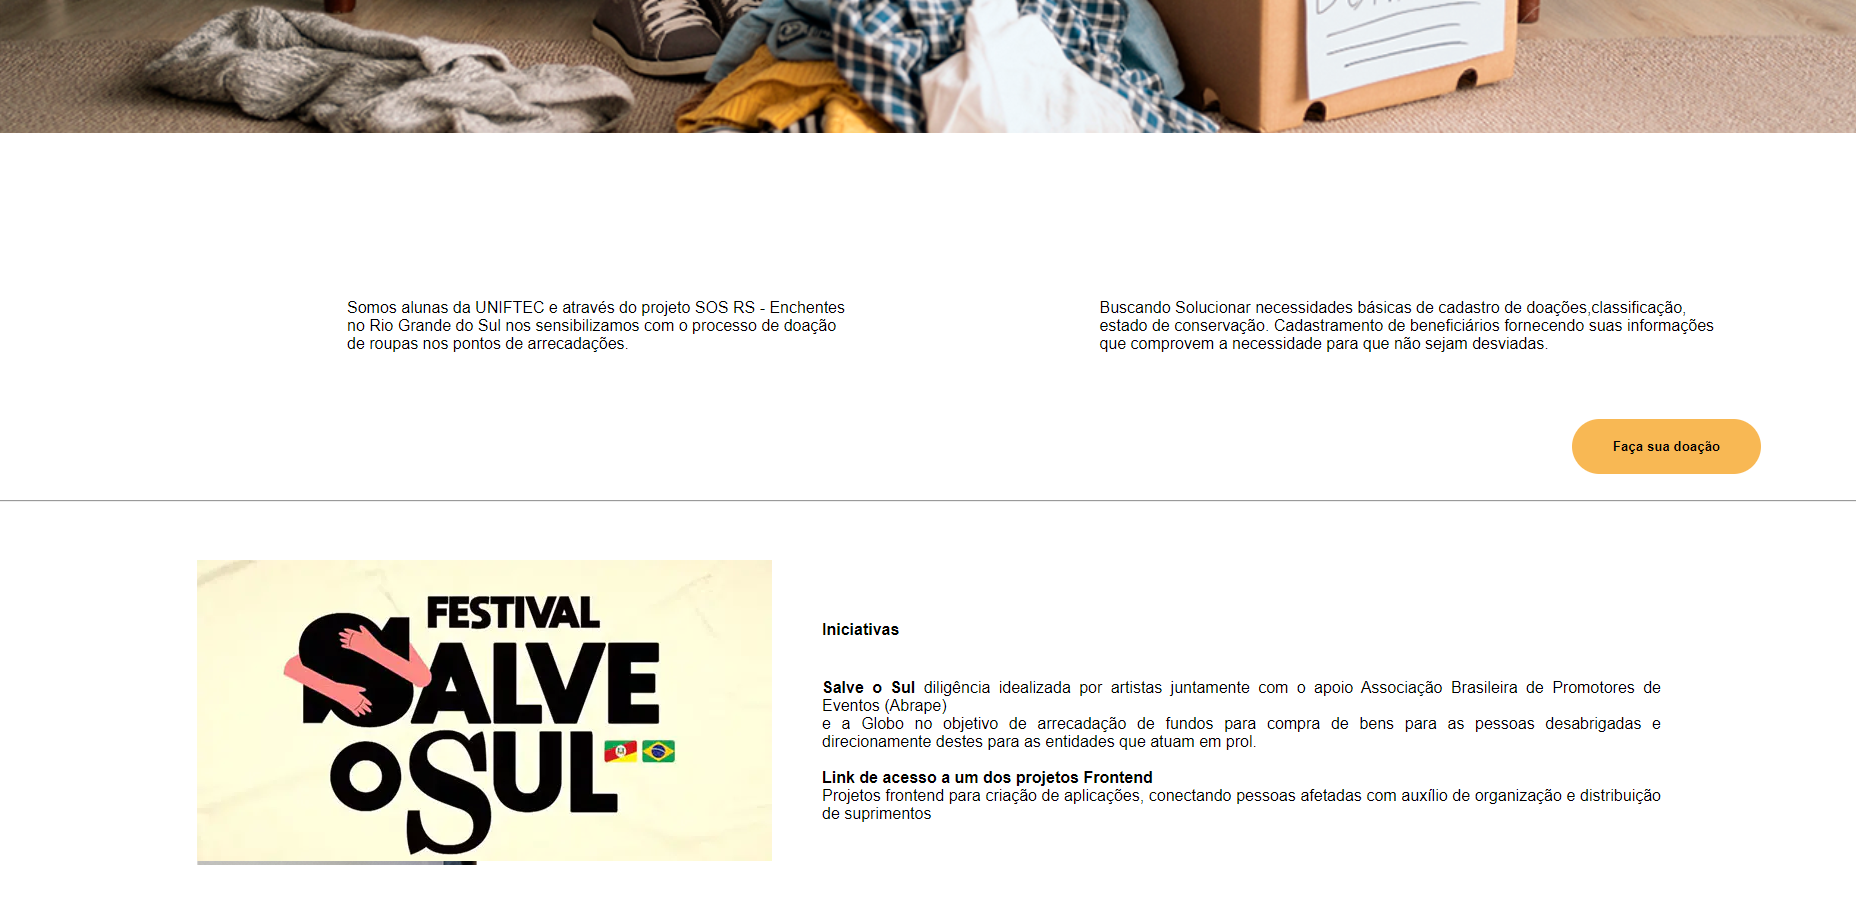 Somos alunas da UNIFTEC e através do projeto SOS RS - Enchentes
no Rio Grande do Sul nos sensibilizamos com o processo de doação
de roupas nos pontos de arrecadações.
Buscando Solucionar necessidades básicas de cadastro de doações,classificação,
estado de conservação. Cadastramento de beneficiários fornecendo suas informações
que comprovem a necessidade para que não sejam desviadas.
Faça sua doação
FESTIVAL
SALVE
O SUL
Iniciativas
Salve o Sul diligência idealizada por artistas juntamente com o apoio Associação Brasileira de Promotores de
Eventos (Abrape)
e a Globo no objetivo de arrecadação de fundos para compra de bens para as pessoas desabrigadas e
direcionamente destes para as entidades que atuam em prol.
Link de acesso a um dos projetos Frontend
Projetos frontend para criação de aplicações, conectando pessoas afetadas com auxílio de organização e distribuição
de suprimentos